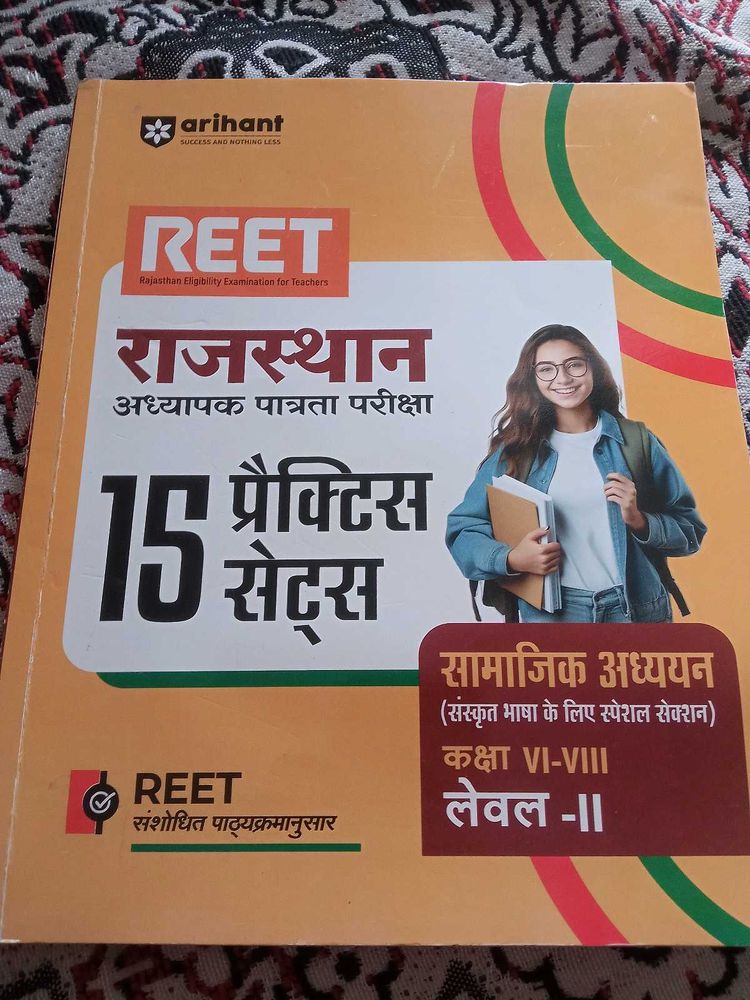 arihant
SUCCESS AND NOTHING LESS
REET
Rajasthan Eligibility Examination for Teachers
राजस्थान
अध्यापक पात्रता परीक्षा
15 प्रैक्टिस
सेट्स
सामाजिक अध्ययन
(संस्कृत भाषा के लिए स्पेशल सेक्शन)
कक्षा VI-VIII
लेवल -II
REET
संशोधित पाठ्यक्रमानुसार